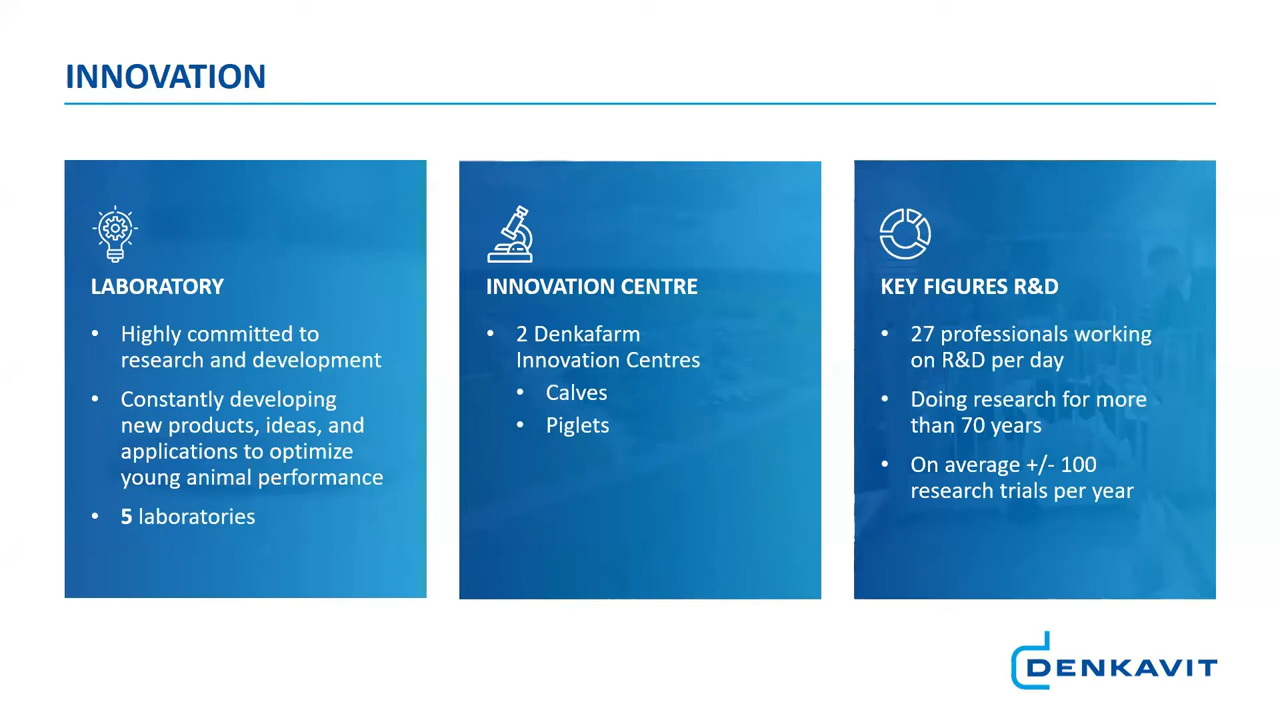 INNOVATION
LABORATORY
• Highly committed to
research and development
• Constantly developing
new products, ideas, and
applications to optimize
young animal performance
• 5 laboratories
INNOVATION CENTRE
• 2 Denkafarm
Innovation Centres
• Calves
• Piglets
KEY FIGURES R&D
• 27 professionals working
on R&D per day
• Doing research for more
than 70 years
• On average +/- 100
research trials per year
DENKAVIT